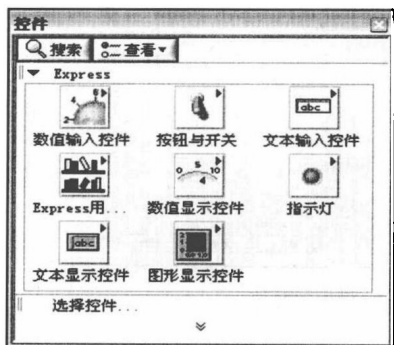 控件
搜索 查看
Express
数值输入控件 按钮与开关 文本输入控件
Express用... 数值显示控件 指示灯
文本显示控件 图形显示控件
选择控件...